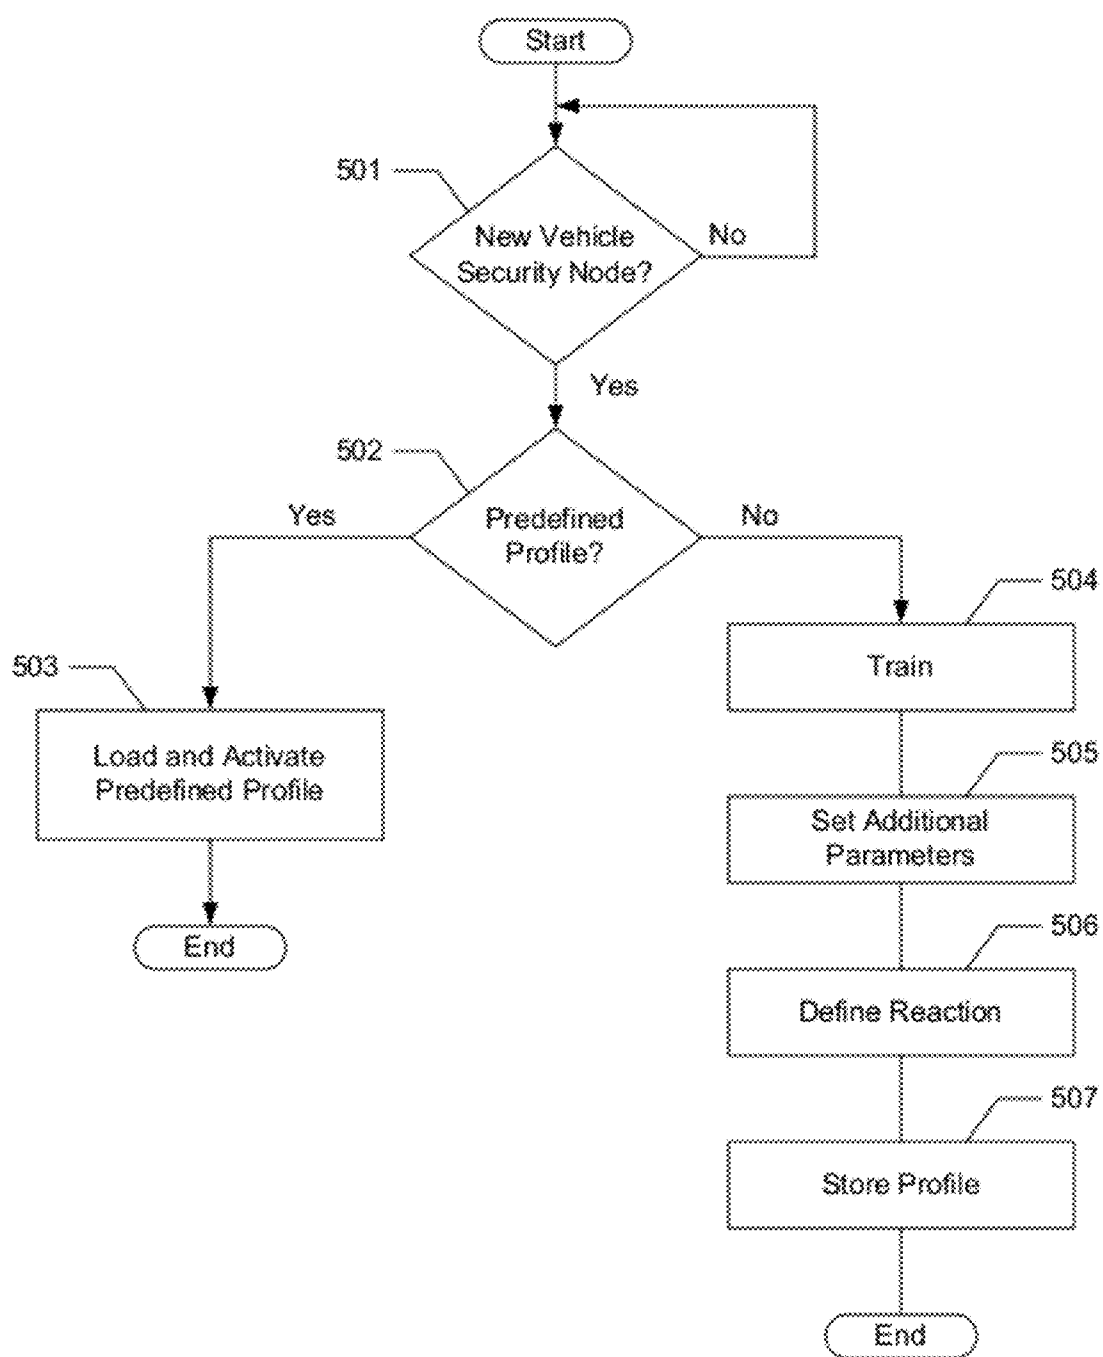 Start
501
New Vehicle
Security Node?
No
Yes
502
Predefined
Profile?
Yes
No
504
Train
503
Load and Activate
Predefined Profile
505
Set Additional
Parameters
End
506
Define Reaction
507
Store Profile
End